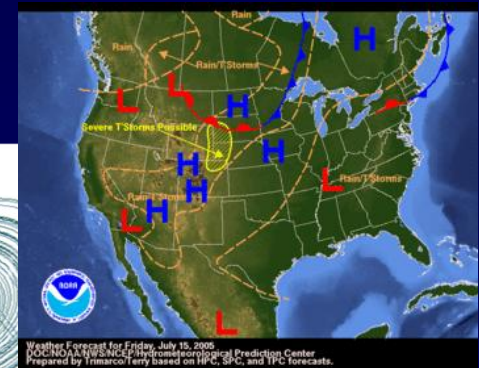 Rain
Rain
H
Rain/T'Storms
L
L
H
Severe T'Storms Possible
H
H
H
L
Rain/T'Storms
Rain/T'Storms
H
L
NOAA
L
Weather Forecast for Friday, July 15, 2005
DOC/NOAA/NWS/NCEP/Hydrometeorological Prediction Center
Prepared by Trimarco/Terry based on HPC, SPC, and TPC forecasts.